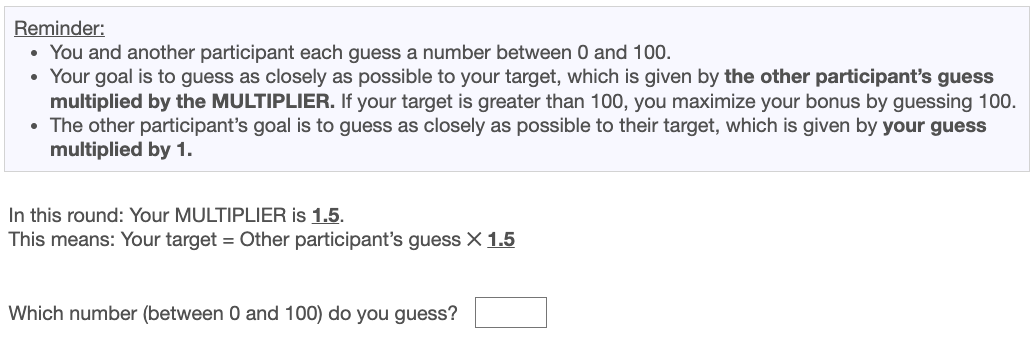 Reminder:
• You and another participant each guess a number between 0 and 100.
• Your goal is to guess as closely as possible to your target, which is given by the other participant’s guess
multiplied by the MULTIPLIER. If your target is greater than 100, you maximize your bonus by guessing 100.
• The other participant’s goal is to guess as closely as possible to their target, which is given by your guess
multiplied by 1.
In this round: Your MULTIPLIER is 1.5.
This means: Your target = Other participant’s guess X 1.5
Which number (between 0 and 100) do you guess?